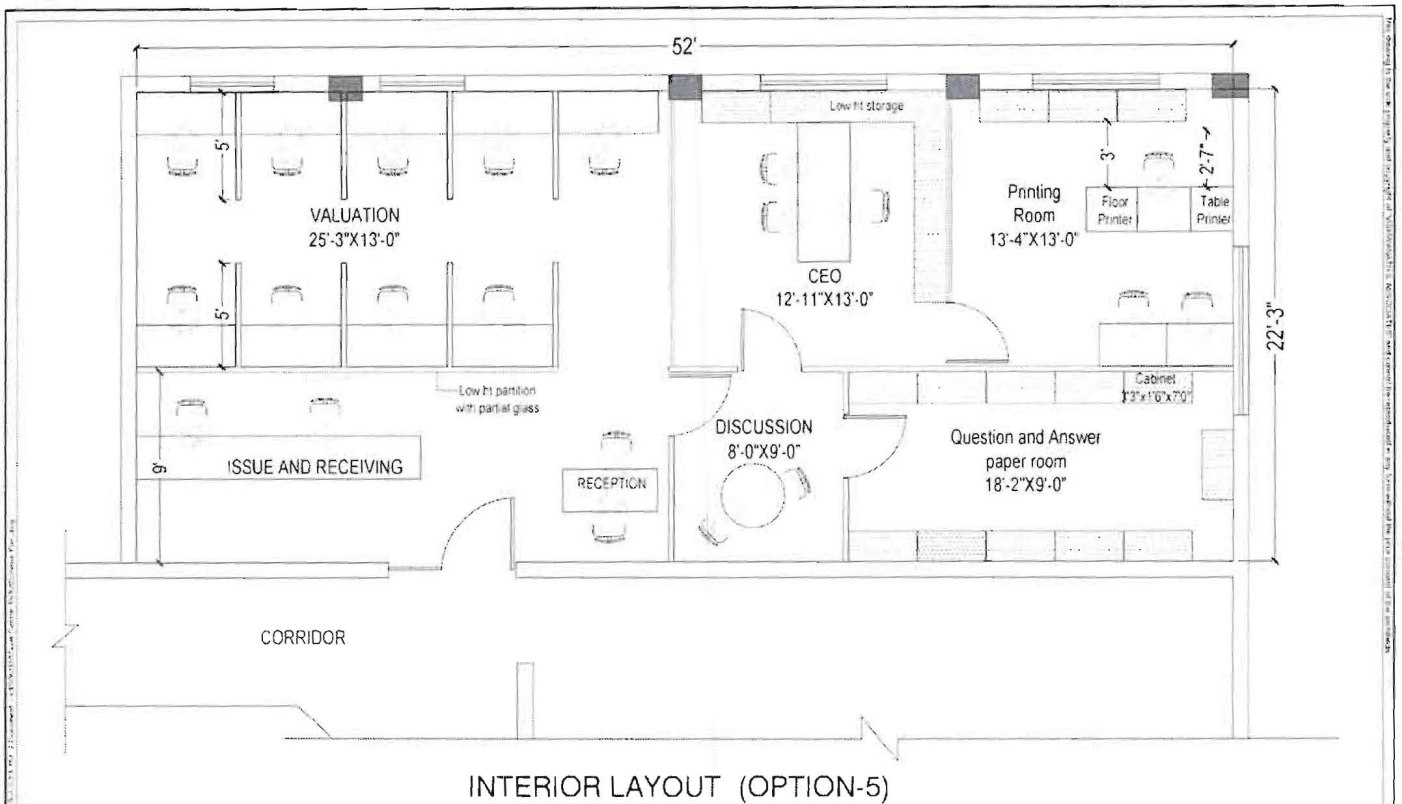 52'
Low ht storage
5'
3'
2'-7"
VALUATION
25'-3"X13'-0"
Printing
Room
13'-4"X13'-0"
Floor
Printer
Table
Printer
CEO
12'-11"X13'-0"
5'
22'-3"
Low ht partition
with partial glass
Cabinet
3'3"x1'6"x7'0"
9'
ISSUE AND RECEIVING
RECEPTION
DISCUSSION
8'-0"X9'-0"
Question and Answer
paper room
18'-2"X9'-0"
CORRIDOR
INTERIOR LAYOUT (OPTION-5)